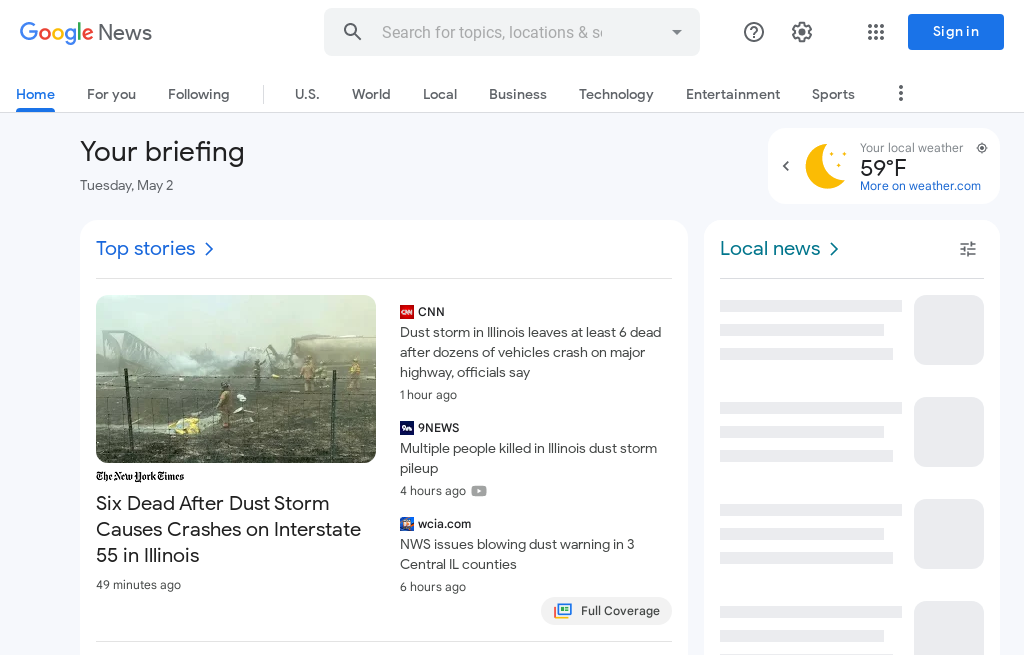 Google News
Search for topics, locations & s
Sign in
Home
For you
Following
U.S.
World
Local
Business
Technology
Entertainment
Sports
Your briefing
Tuesday, May 2
Your local weather
59°F
More on weather.com
Top stories
The New York Times
Six Dead After Dust Storm
Causes Crashes on Interstate
55 in Illinois
49 minutes ago
CNN
CNN
Dust storm in Illinois leaves at least 6 dead
after dozens of vehicles crash on major
highway, officials say
1 hour ago
9NEWS
Multiple people killed in Illinois dust storm
pileup
4 hours ago
wcia.com
NWS issues blowing dust warning in 3
Central IL counties
6 hours ago
Full Coverage
Local news